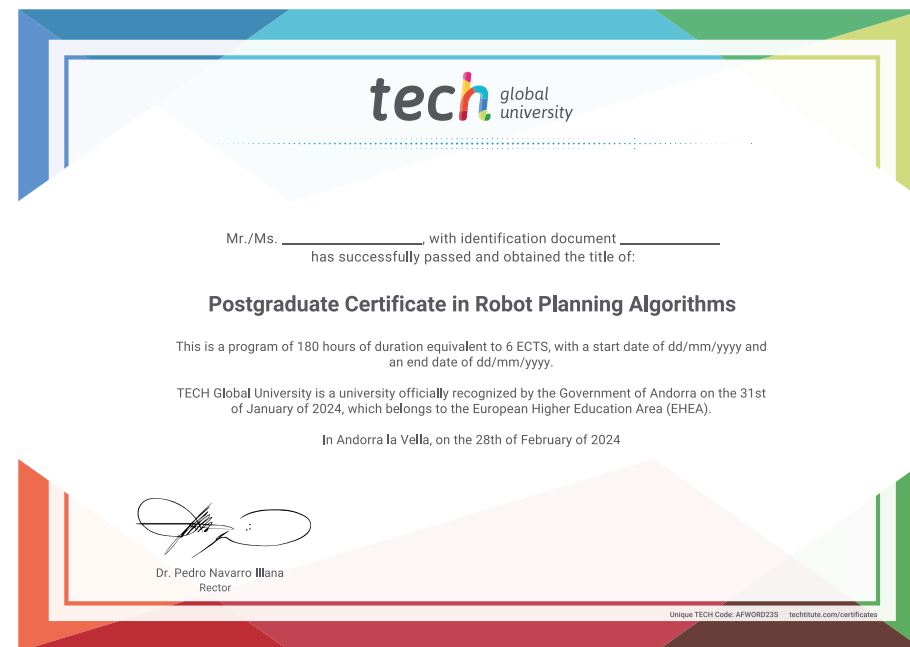 tech global
university
Mr./Ms. ____________________, with identification document ______________
has successfully passed and obtained the title of:
Postgraduate Certificate in Robot Planning Algorithms
This is a program of 180 hours of duration equivalent to 6 ECTS, with a start date of dd/mm/yyyy and
an end date of dd/mm/yyyy.
TECH Global University is a university officially recognized by the Government of Andorra on the 31st
of January of 2024, which belongs to the European Higher Education Area (EHEA).
In Andorra la Vella, on the 28th of February of 2024
Dr. Pedro Navarro Illana
Rector
Unique TECH Code: AFWORD23S techtitute.com/certificates